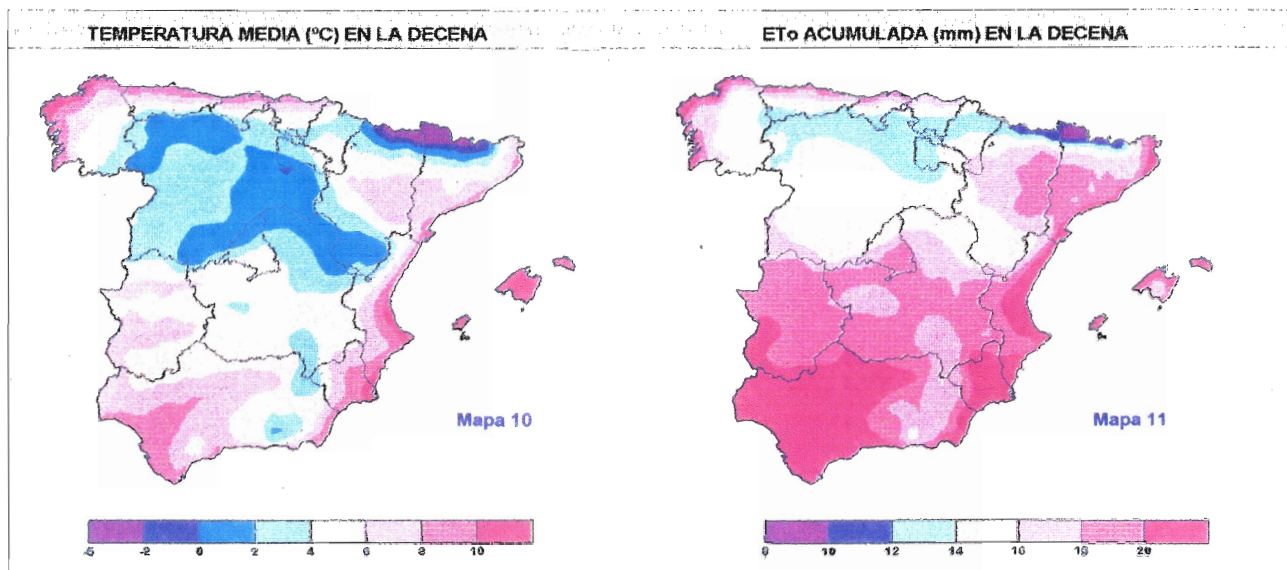 TEMPERATURA MEDIA (ºC) EN LA DECENA
Mapa 10
-5 -2 0 2 4 6 8 10
ETo ACUMULADA (mm) EN LA DECENA
Mapa 11
10 12 14 16 20